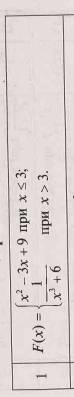 1
F(x) = { x² − 3x + 9 при x ≤ 3;
1/(x³ + 6) при x > 3.